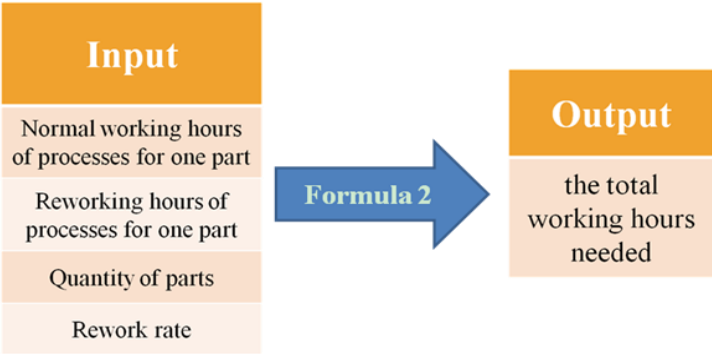 Input
Normal working hours
of processes for one part
Reworking hours of
processes for one part
Quantity of parts
Rework rate
Formula 2
Output
the total
working hours
needed